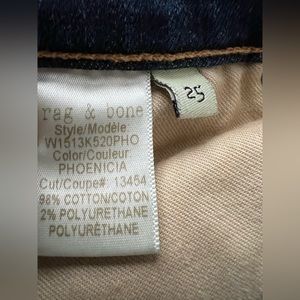 rag & bone
Style/Modèle:
W1513K520PHO
Color/Couleur:
PHOENICIA
Cut/Coupe#: 13454
98% COTTON/COTON
2% POLYURETHANE
POLYURÉTHANE
25